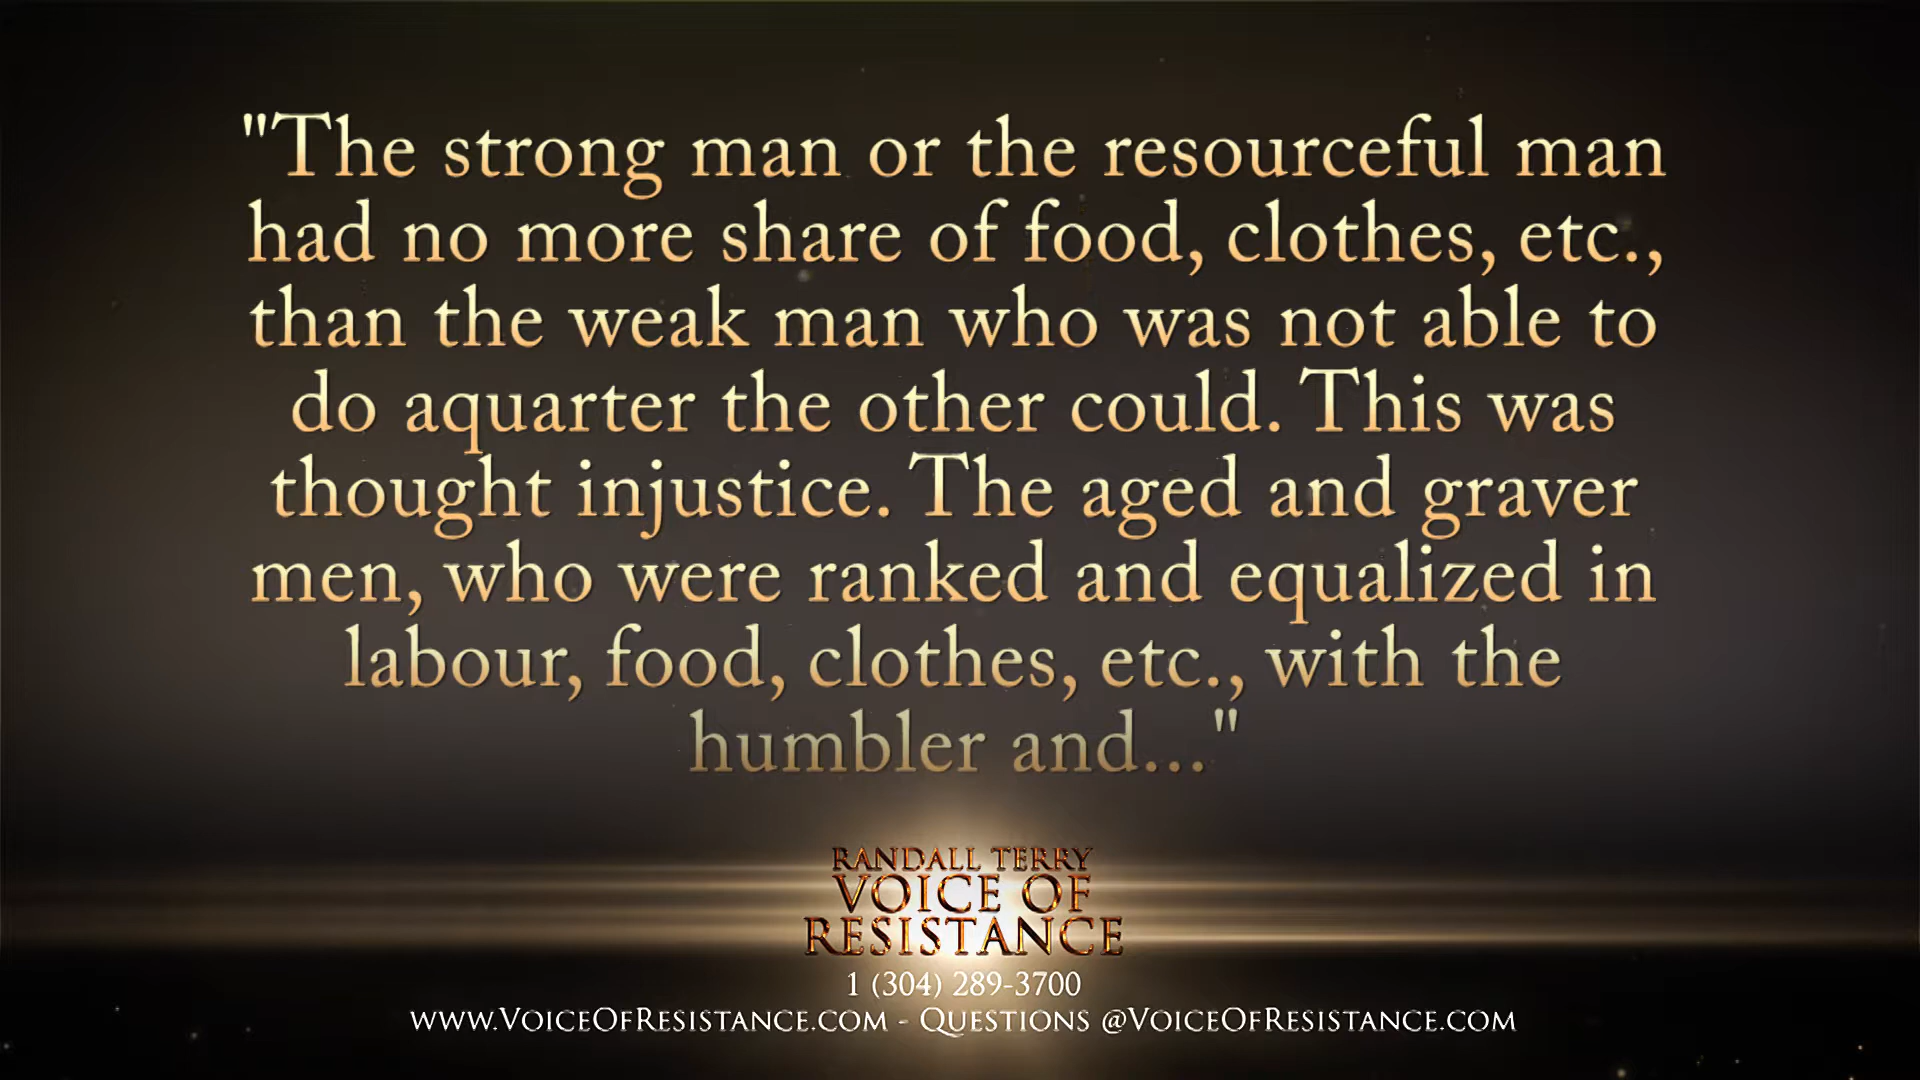 "The strong man or the resourceful man
had no more share of food, clothes, etc.,
than the weak man who was not able to
do aquarter the other could. This was
thought injustice. The aged and graver
men, who were ranked and equalized in
labour, food, clothes, etc., with the
humbler and..."
RANDALL TERRY
VOICE OF
RESISTANCE
1 (304) 289-3700
www.VoiceOfResistance.com - Questions @VoiceOfResistance.com